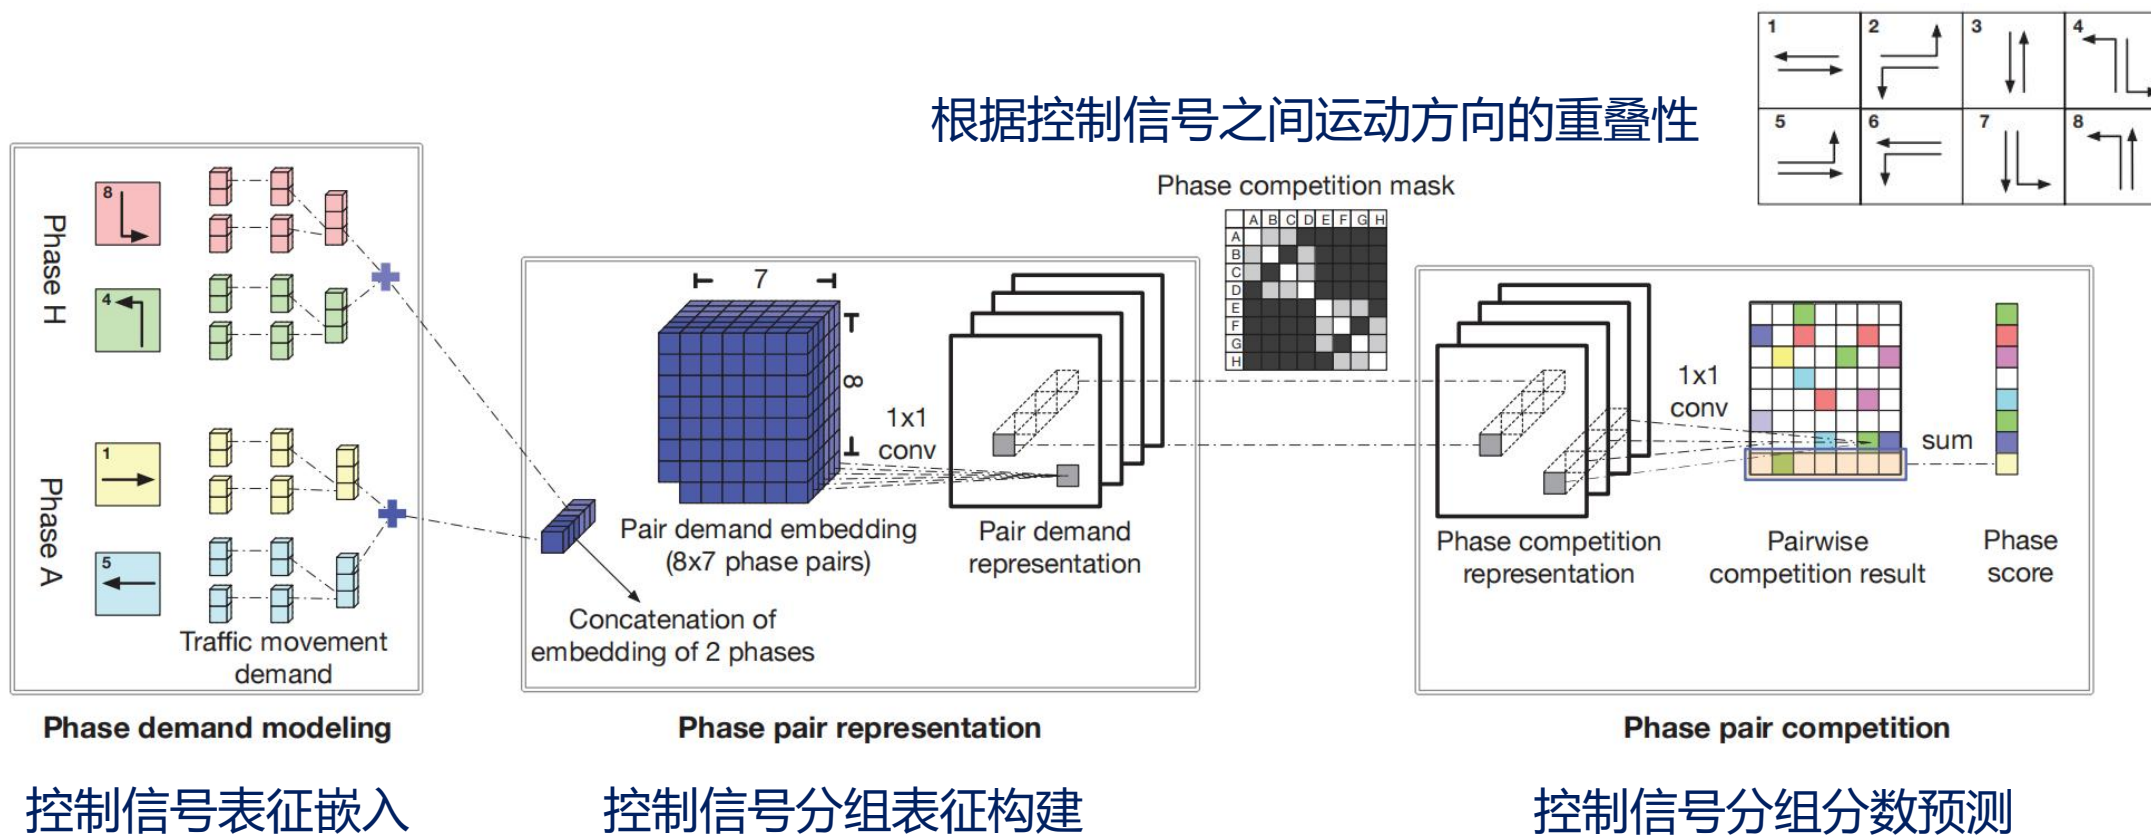 根据控制信号之间运动方向的重叠性
1
2
3
4
5
6
7
8
Phase H
8
4
Phase A
1
5
Traffic movement
demand
Phase demand modeling
控制信号表征嵌入
7
8
1x1
conv
Pair demand embedding
(8x7 phase pairs)
Pair demand
representation
Concatenation of
embedding of 2 phases
Phase pair representation
控制信号分组表征构建
Phase competition mask
A B C D E F G H
A
B
C
D
E
F
G
H
1x1
conv
sum
Phase competition
representation
Pairwise
competition result
Phase
score
Phase pair competition
控制信号分组分数预测